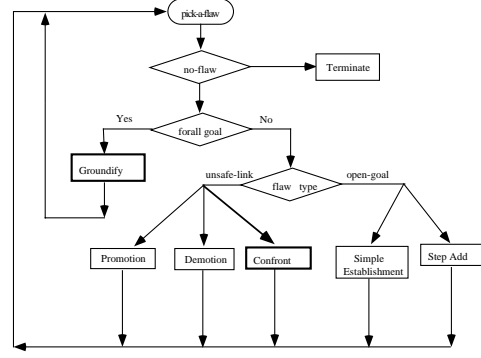 pick-a-flaw
no-flaw
Terminate
Yes
forall goal
No
Groundify
unsafe-link
flaw type
open-goal
Promotion
Demotion
Confront
Simple
Establishment
Step Add